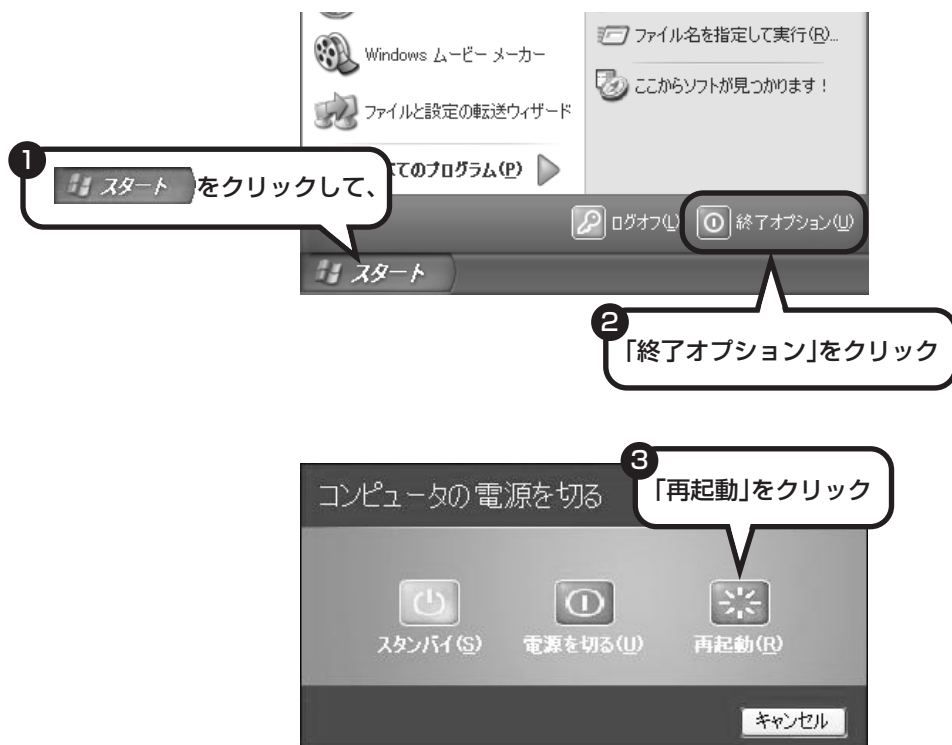 Windows ムービー メーカー
ファイル名を指定して実行(R)...
ここからソフトが見つかります！
ファイルと設定の転送ウィザード
てのプログラム(P)
1
スタート をクリックして、
ログオフ(L)
終了オプション(U)
スタート
2
「終了オプション」をクリック
コンピュータの電源を切る
3
「再起動」をクリック
スタンバイ(S)
電源を切る(U)
再起動(R)
キャンセル